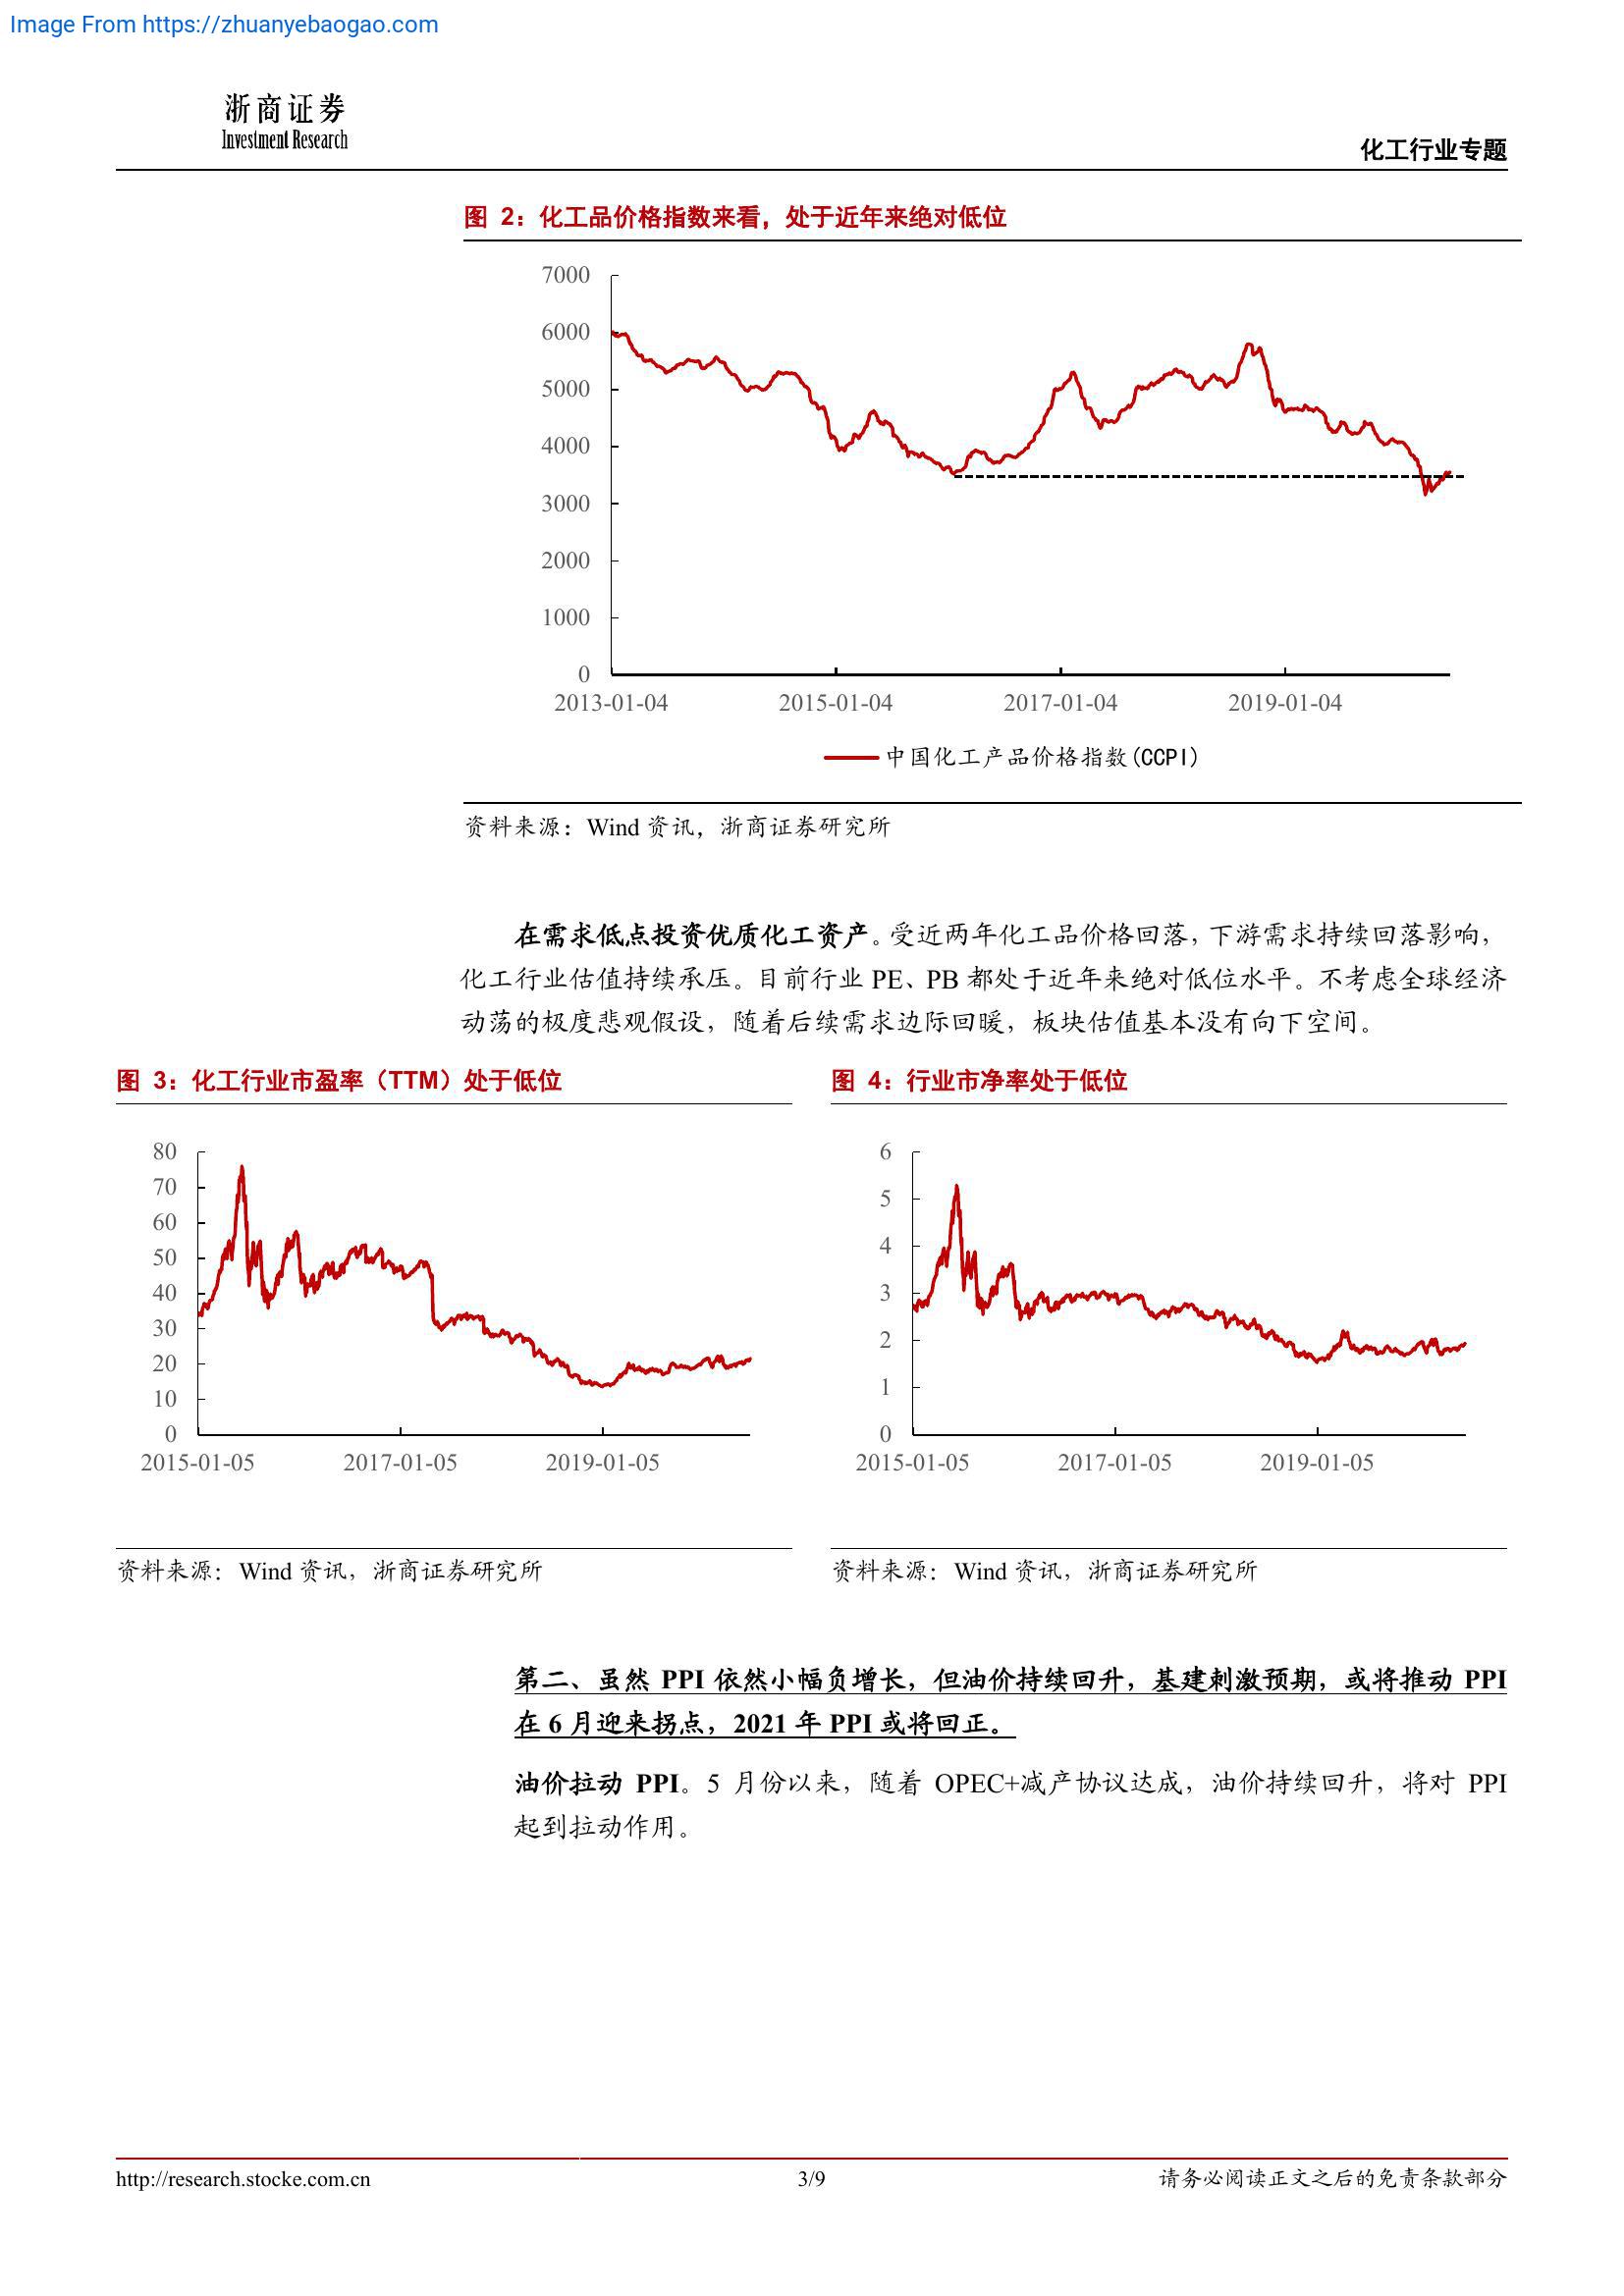 Image From https://zhuanyebaogao.com
浙商证券
Investment Research
化工行业专题
图 2：化工品价格指数来看，处于近年来绝对低位
7000
6000
5000
4000
3000
2000
1000
0
2013-01-04 2015-01-04 2017-01-04 2019-01-04
中国化工产品价格指数(CCPI)
资料来源：Wind 资讯，浙商证券研究所
在需求低点投资优质化工资产。受近两年化工品价格回落，下游需求持续回落影响，
化工行业估值持续承压。目前行业 PE、PB 都处于近年来绝对低位水平。不考虑全球经济
动荡的极度悲观假设，随着后续需求边际回暖，板块估值基本没有向下空间。
图 3：化工行业市盈率（TTM）处于低位
80
70
60
50
40
30
20
10
0
2015-01-05 2017-01-05 2019-01-05
资料来源：Wind 资讯，浙商证券研究所
图 4：行业市净率处于低位
6
5
4
3
2
1
0
2015-01-05 2017-01-05 2019-01-05
资料来源：Wind 资讯，浙商证券研究所
第二、虽然 PPI 依然小幅负增长，但油价持续回升，基建刺激预期，或将推动 PPI
在 6 月迎来拐点，2021 年 PPI 或将回正。
油价拉动 PPI。5 月份以来，随着 OPEC+减产协议达成，油价持续回升，将对 PPI
起到拉动作用。
http://research.stocke.com.cn 3/9 请务必阅读正文之后的免责条款部分